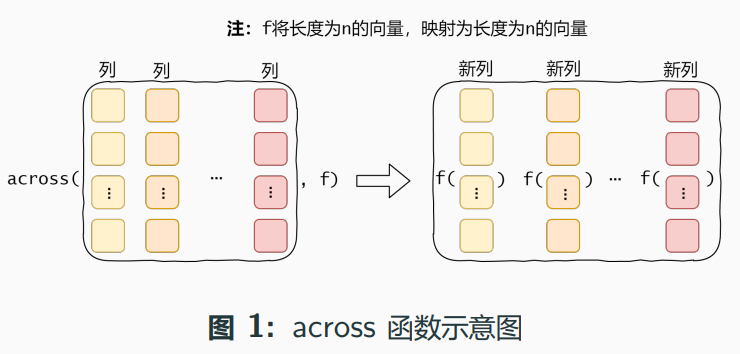 注：f将长度为n的向量，映射为长度为n的向量
列 列 列 新列 新列 新列
across( ⋮ ⋮ … ⋮ , f) f( ⋮ ) f( ⋮ ) … f( ⋮ )
图 1：across 函数示意图